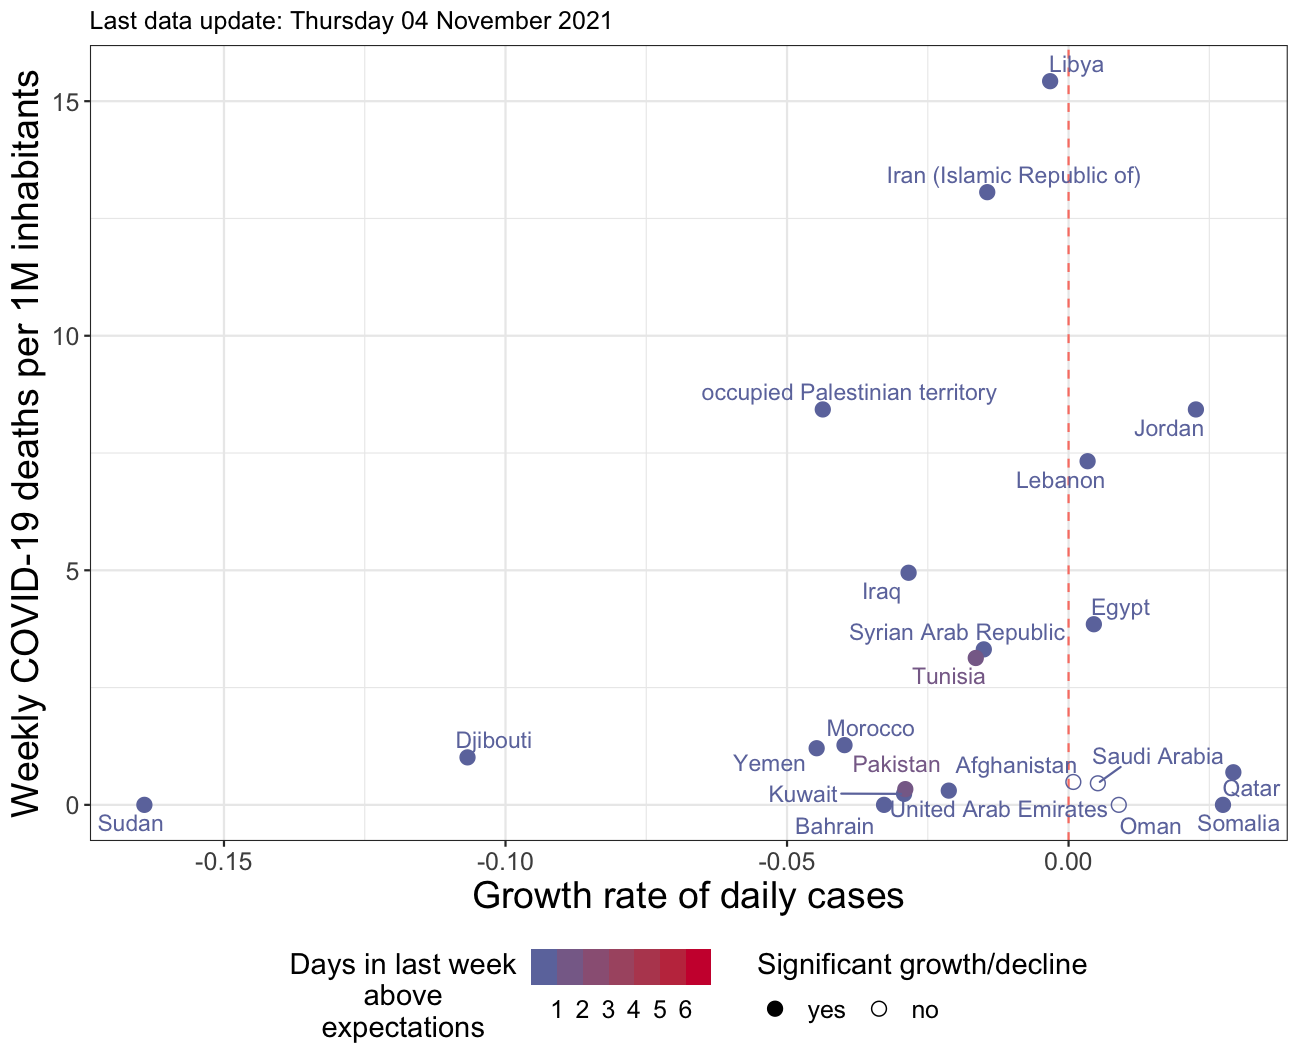 Last data update: Thursday 04 November 2021
Weekly COVID-19 deaths per 1M inhabitants
15
10
5
0
Libya
Iran (Islamic Republic of)
occupied Palestinian territory
Jordan
Lebanon
Iraq
Egypt
Syrian Arab Republic
Tunisia
Morocco
Djibouti
Yemen
Pakistan
Afghanistan
Saudi Arabia
Qatar
Kuwait
United Arab Emirates
Sudan
Bahrain
Oman
Somalia
-0.15
-0.10
-0.05
0.00
Growth rate of daily cases
Days in last week
above
expectations
1 2 3 4 5 6
Significant growth/decline
yes
no